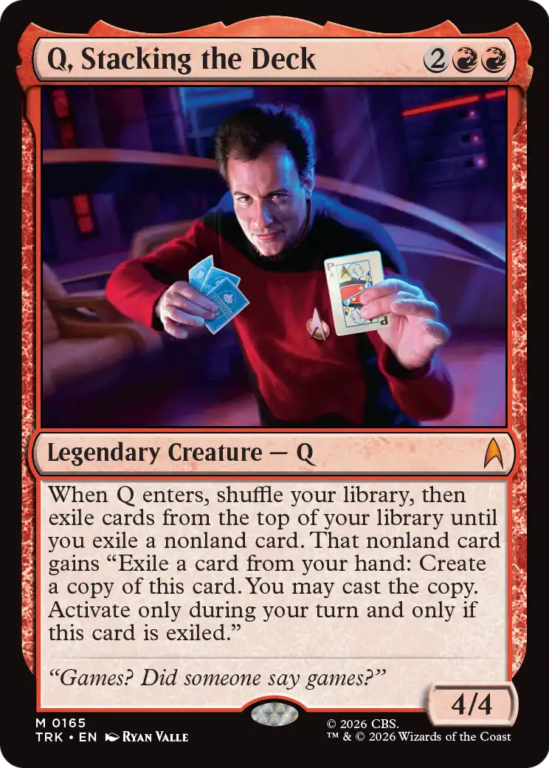 Q, Stacking the Deck 2
Legendary Creature — Q
When Q enters, shuffle your library, then
exile cards from the top of your library until
you exile a nonland card. That nonland card
gains “Exile a card from your hand: Create
a copy of this card. You may cast the copy.
Activate only during your turn and only if
this card is exiled.”
“Games? Did someone say games?”
4/4
M 0165
TRK • EN RYAN VALLE
© 2026 CBS.
™ & © 2026 Wizards of the Coast